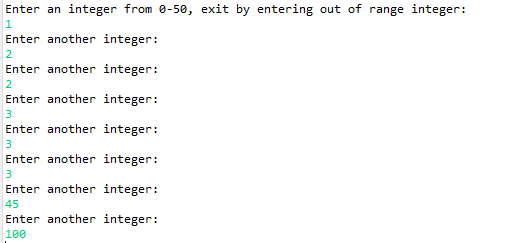 Enter an integer from 0-50, exit by entering out of range integer:
1
Enter another integer:
2
Enter another integer:
2
Enter another integer:
3
Enter another integer:
3
Enter another integer:
3
Enter another integer:
45
Enter another integer:
100